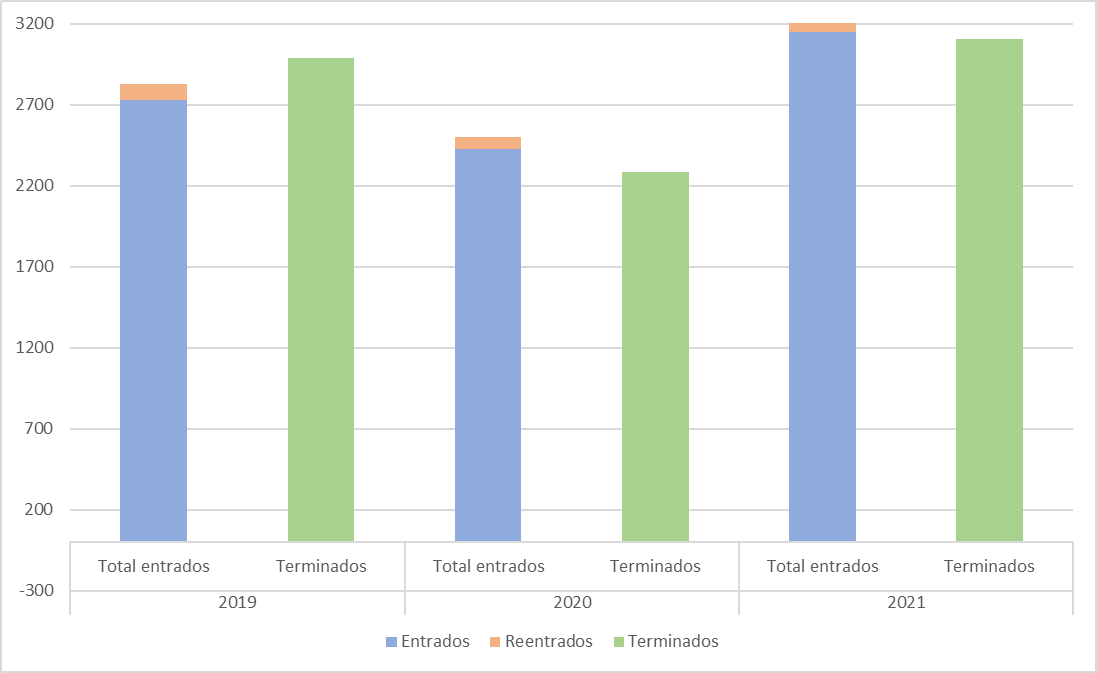 3200
2700
2200
1700
1200
700
200
-300
Total entrados Terminados Total entrados Terminados Total entrados Terminados
2019 2020 2021
Entrados Reentrados Terminados